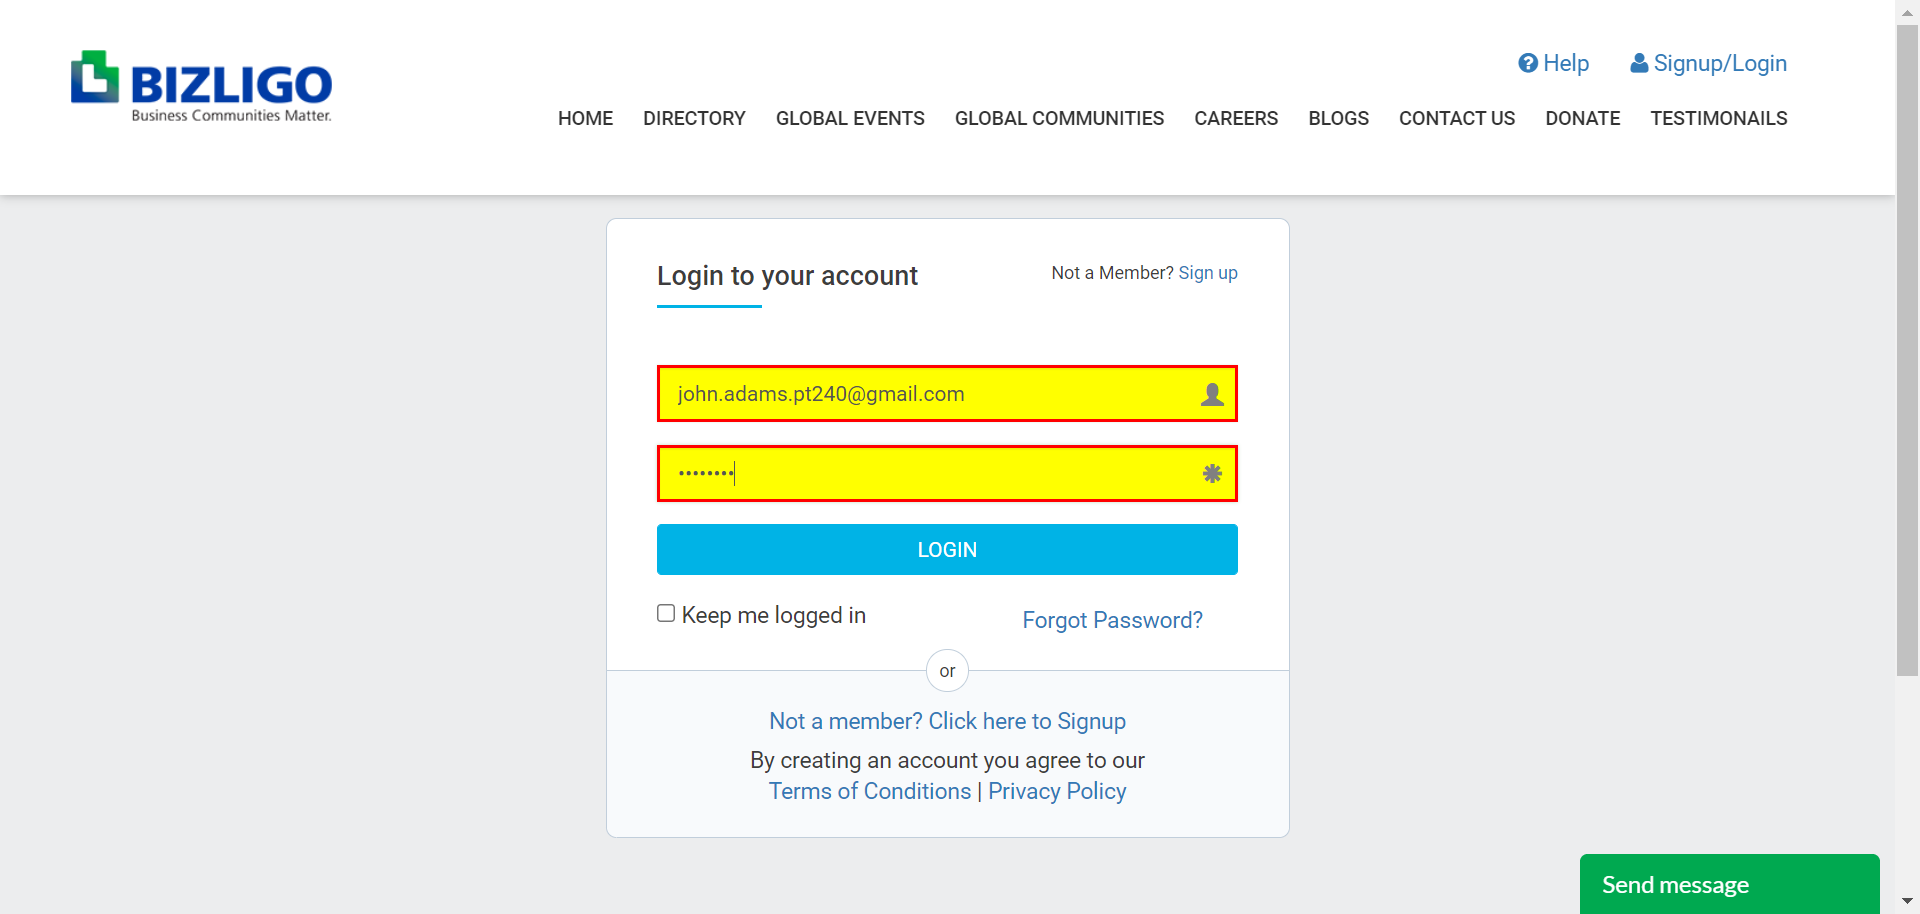 BIZLIGO
Business Communities Matter.
Help
Signup/Login
HOME DIRECTORY GLOBAL EVENTS GLOBAL COMMUNITIES CAREERS BLOGS CONTACT US DONATE TESTIMONAILS
Login to your account
Not a Member? Sign up
john.adams.pt240@gmail.com
••••••••
LOGIN
Keep me logged in
Forgot Password?
or
Not a member? Click here to Signup
By creating an account you agree to our
Terms of Conditions | Privacy Policy
Send message